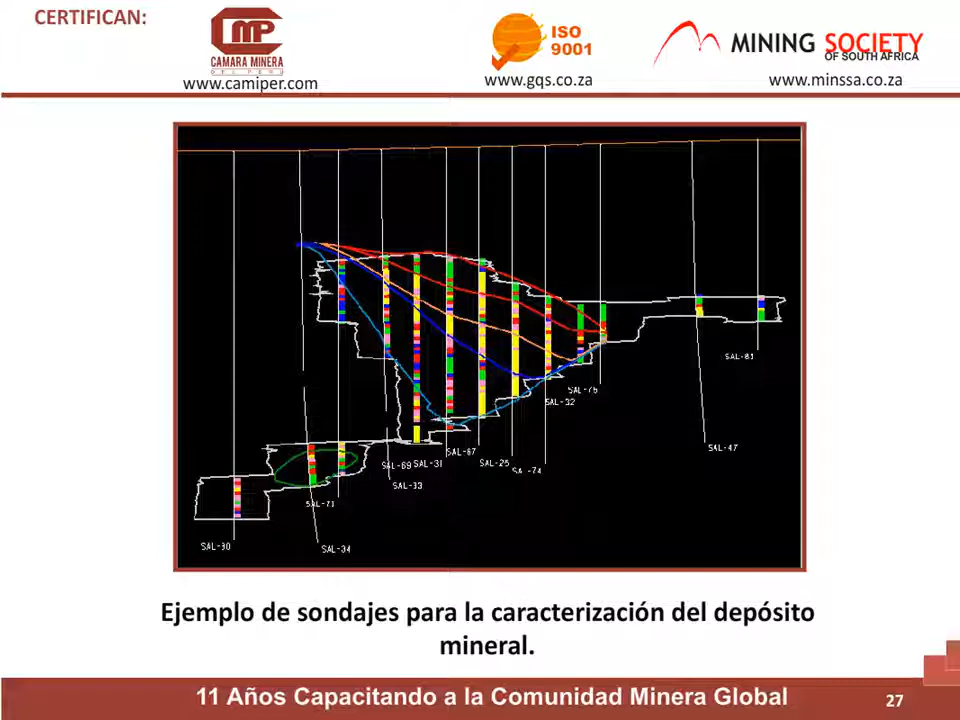 CERTIFICAN:
CMP
CAMARA MINERA
DEL PERU
www.camiper.com
ISO
9001
www.gqs.co.za
MINING SOCIETY
OF SOUTH AFRICA
www.minssa.co.za
SAL-81
SAL-75
SAL-32
SAL-47
SAL-67
SAL-69
SAL-31
SAL-25
SAL-74
SAL-33
SAL-71
SAL-30
SAL-34
Ejemplo de sondajes para la caracterización del depósito
mineral.
11 Años Capacitando a la Comunidad Minera Global
27